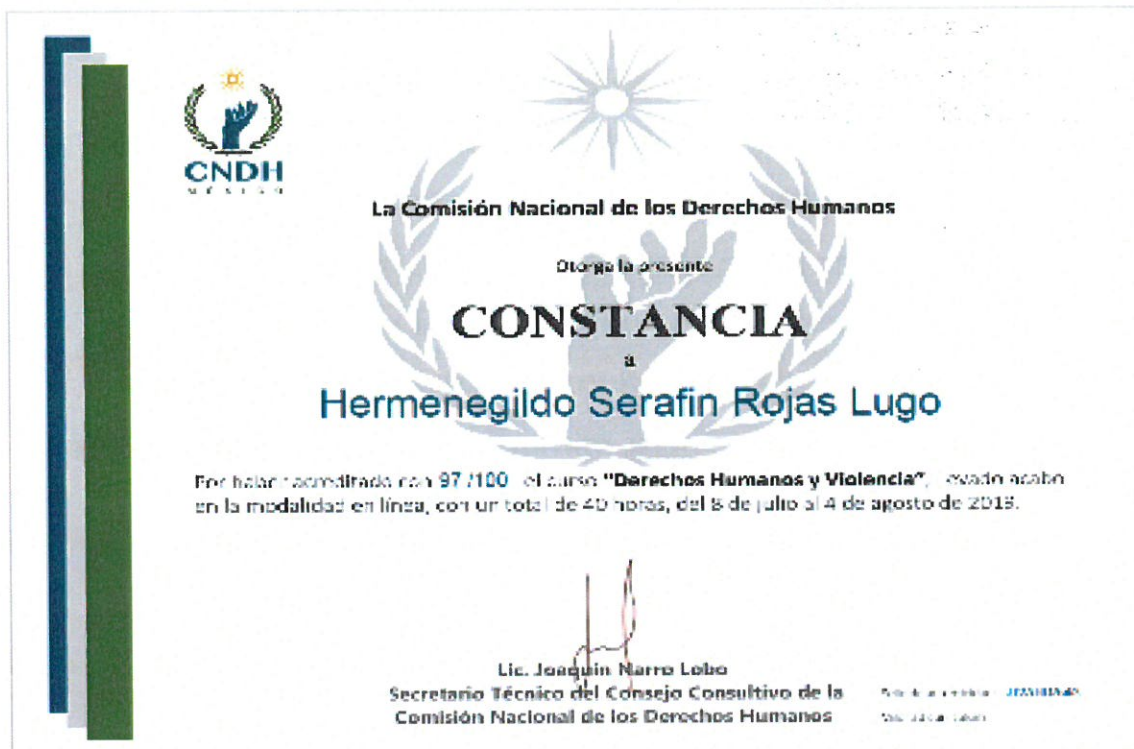 CNDH
MÉXICO
La Comisión Nacional de los Derechos Humanos
Otorga la presente
CONSTANCIA
a
Hermenegildo Serafin Rojas Lugo
Por haber acreditado con 97 /100 el curso "Derechos Humanos y Violencia", llevado acabo
en la modalidad en línea, con un total de 40 horas, del 8 de julio al 4 de agosto de 2019.
Lic. Joaquín Narro Lobo
Secretario Técnico del Consejo Consultivo de la
Comisión Nacional de los Derechos Humanos